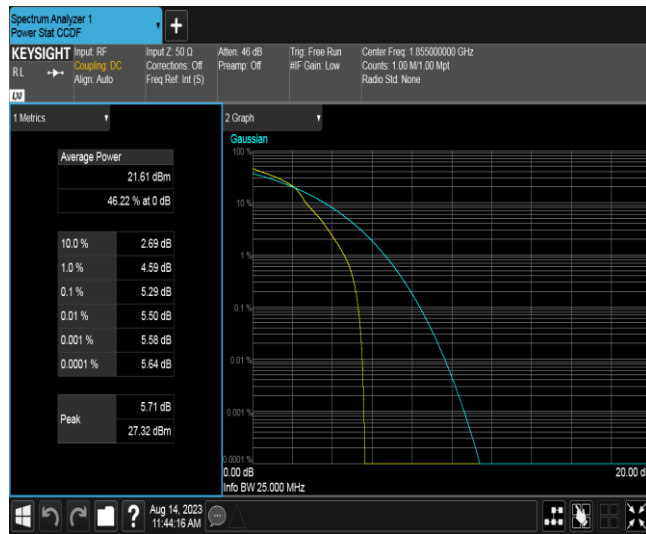 Spectrum Analyzer 1
Power Stat CCDF
+
KEYSIGHT
RL
LXI
Input: RF
Coupling: DC
Align: Auto
Input Z: 50 Ω
Corrections: Off
Freq Ref: Int (S)
Atten: 46 dB
Preamp: Off
Trig: Free Run
#IF Gain: Low
Center Freq: 1.855000000 GHz
Counts: 1.00 M/1.00 Mpt
Radio Std: None
1 Metrics
Average Power
21.61 dBm
46.22 % at 0 dB
10.0 % 2.69 dB
1.0 % 4.59 dB
0.1 % 5.29 dB
0.01 % 5.50 dB
0.001 % 5.58 dB
0.0001 % 5.64 dB
Peak
5.71 dB
27.32 dBm
2 Graph
Gaussian
100 %
10 %
1 %
0.1 %
0.01 %
0.001 %
0.0001 %
0.00 dB
20.00 d
Info BW 25.000 MHz
?
Aug 14, 2023
11:44:16 AM